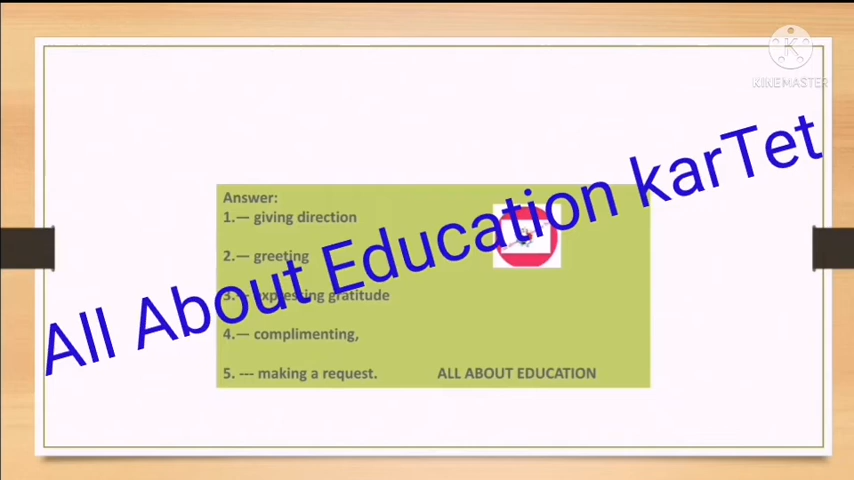 KINEMASTER
All About Education karTet
Answer:
1.— giving direction
2.— greeting
3.— expressing gratitude
4.— complimenting,
5. --- making a request.
ALL ABOUT EDUCATION